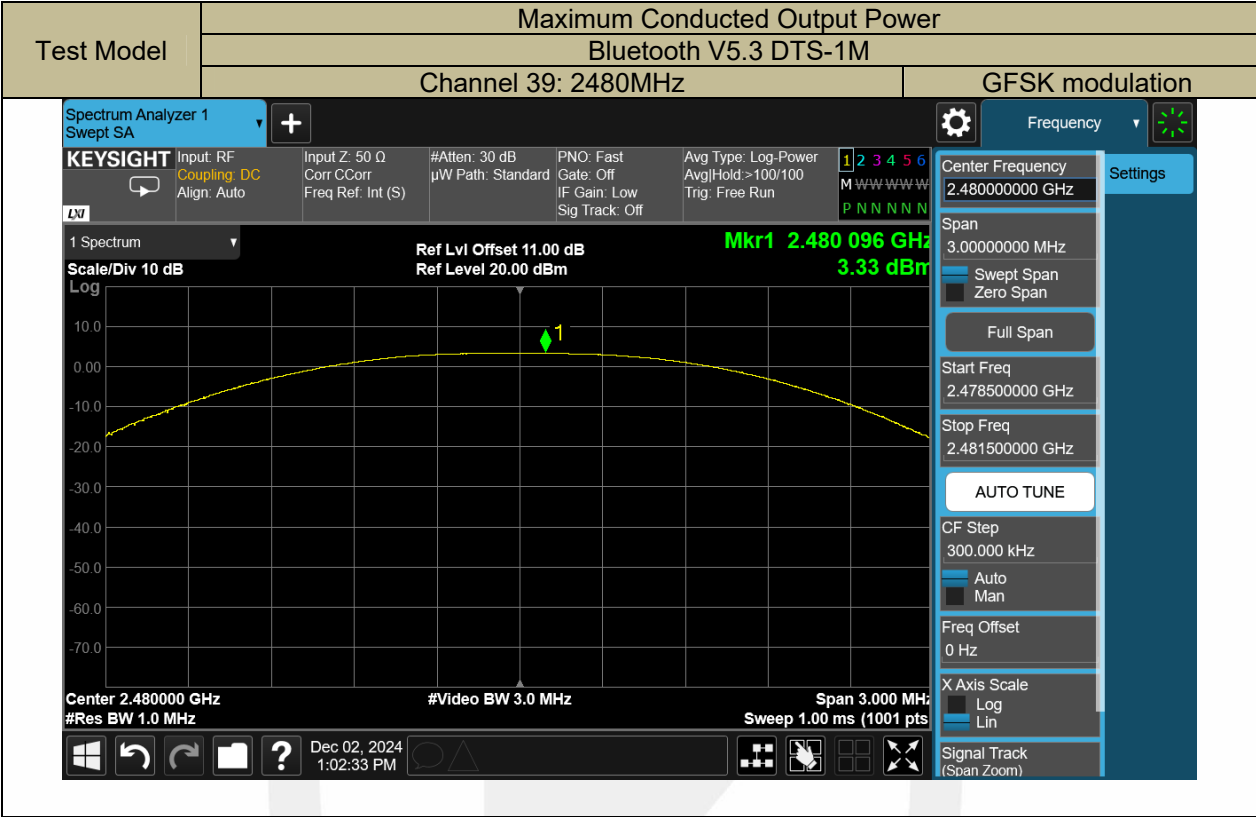 Test Model
Maximum Conducted Output Power
Bluetooth V5.3 DTS-1M
Channel 39: 2480MHz
GFSK modulation
Spectrum Analyzer 1
Swept SA
Frequency
KEYSIGHT
LXI
Input: RF
Coupling: DC
Align: Auto
Input Z: 50 Ω
Corr CCorr
Freq Ref: Int (S)
#Atten: 30 dB
µW Path: Standard
PNO: Fast
Gate: Off
IF Gain: Low
Sig Track: Off
Avg Type: Log-Power
Avg|Hold:>100/100
Trig: Free Run
1 2 3 4 5 6
M W W W W W
P N N N N N
1 Spectrum
Scale/Div 10 dB
Log
Ref Lvl Offset 11.00 dB
Ref Level 20.00 dBm
Mkr1 2.480 096 GHz
3.33 dBm
1
10.0
0.00
-10.0
-20.0
-30.0
-40.0
-50.0
-60.0
-70.0
Center 2.480000 GHz
#Res BW 1.0 MHz
#Video BW 3.0 MHz
Span 3.000 MHz
Sweep 1.00 ms (1001 pts
Dec 02, 2024
1:02:33 PM
?
Center Frequency
2.480000000 GHz
Settings
Span
3.00000000 MHz
Swept Span
Zero Span
Full Span
Start Freq
2.478500000 GHz
Stop Freq
2.481500000 GHz
AUTO TUNE
CF Step
300.000 kHz
Auto
Man
Freq Offset
0 Hz
X Axis Scale
Log
Lin
Signal Track
(Span Zoom)